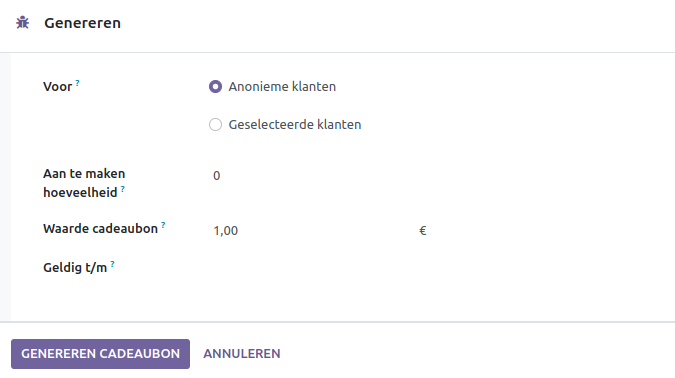 Genereren
Voor ?
Anonieme klanten
Geselecteerde klanten
Aan te maken
hoeveelheid ?
0
Waarde cadeaubon ?
1,00 €
Geldig t/m ?
GENEREREN CADEAUBON ANNULEREN